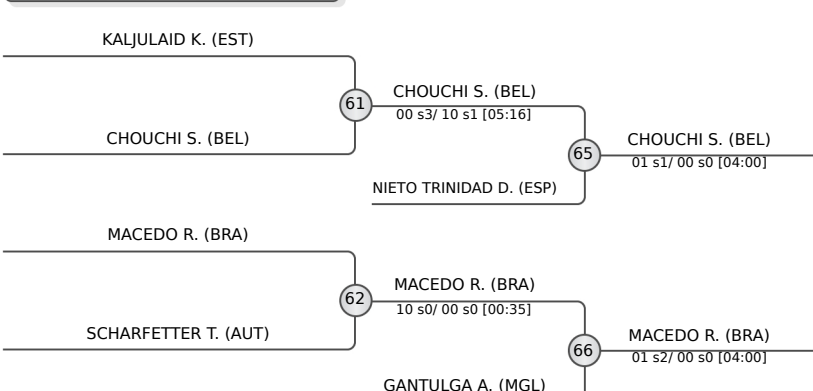 KALJULAID K. (EST)
61
CHOUCHI S. (BEL)
00 s3/ 10 s1 [05:16]
CHOUCHI S. (BEL)
65
CHOUCHI S. (BEL)
01 s1/ 00 s0 [04:00]
NIETO TRINIDAD D. (ESP)
MACEDO R. (BRA)
62
MACEDO R. (BRA)
10 s0/ 00 s0 [00:35]
SCHARFETTER T. (AUT)
66
MACEDO R. (BRA)
01 s2/ 00 s0 [04:00]
GANTULGA A. (MGL)